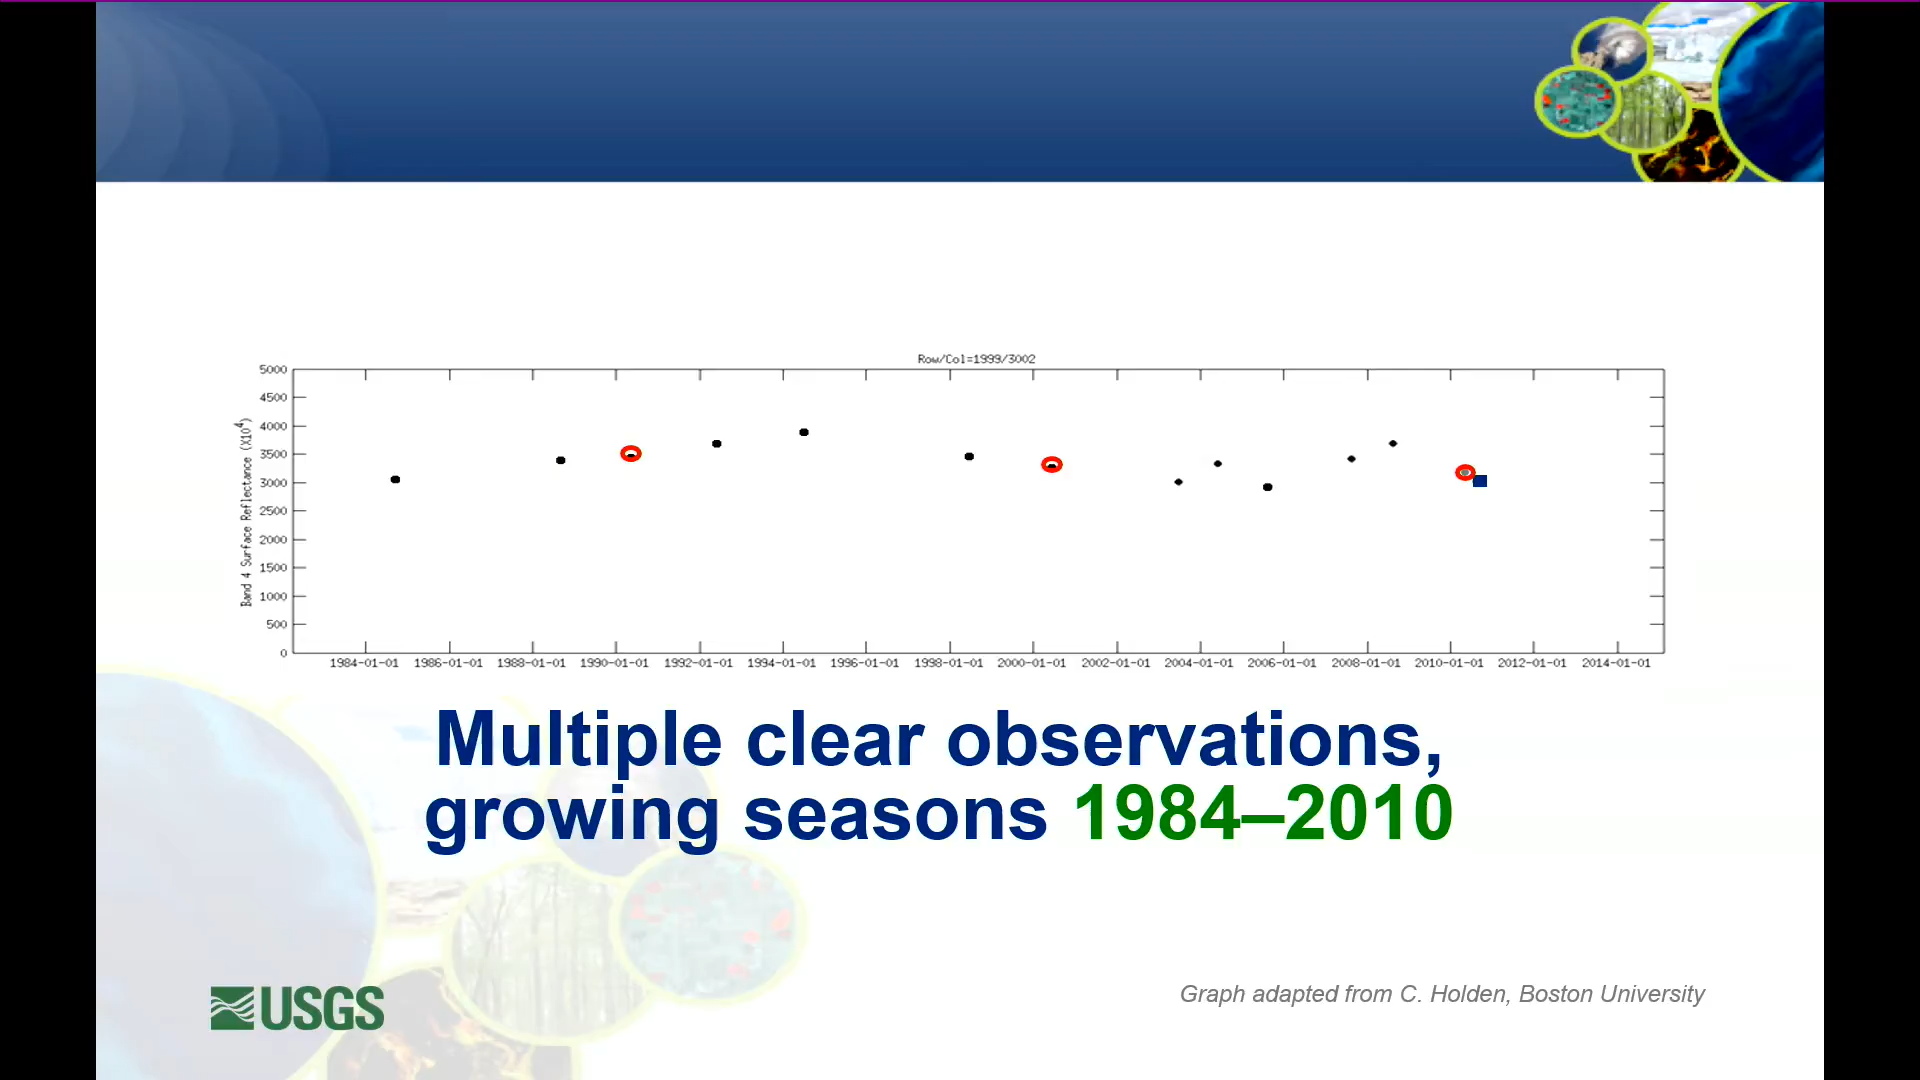 Row/Col=1999/3002
5000
4500
4000
3500
3000
2500
2000
1500
1000
500
0
Band 4 Surface Reflectance (X10⁴)
1984-01-01 1986-01-01 1988-01-01 1990-01-01 1992-01-01 1994-01-01 1996-01-01 1998-01-01 2000-01-01 2002-01-01 2004-01-01 2006-01-01 2008-01-01 2010-01-01 2012-01-01 2014-01-01
Multiple clear observations,
growing seasons 1984–2010
Graph adapted from C. Holden, Boston University
USGS